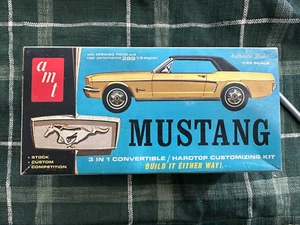 amt
WITH OPENING HOOD and
high performance 289 V-8 engine!
Authentic Model
1/25 SCALE
MUSTANG
3 IN 1 CONVERTIBLE / HARDTOP CUSTOMIZING KIT
BUILD IT EITHER WAY!
• STOCK
• CUSTOM
• COMPETITION